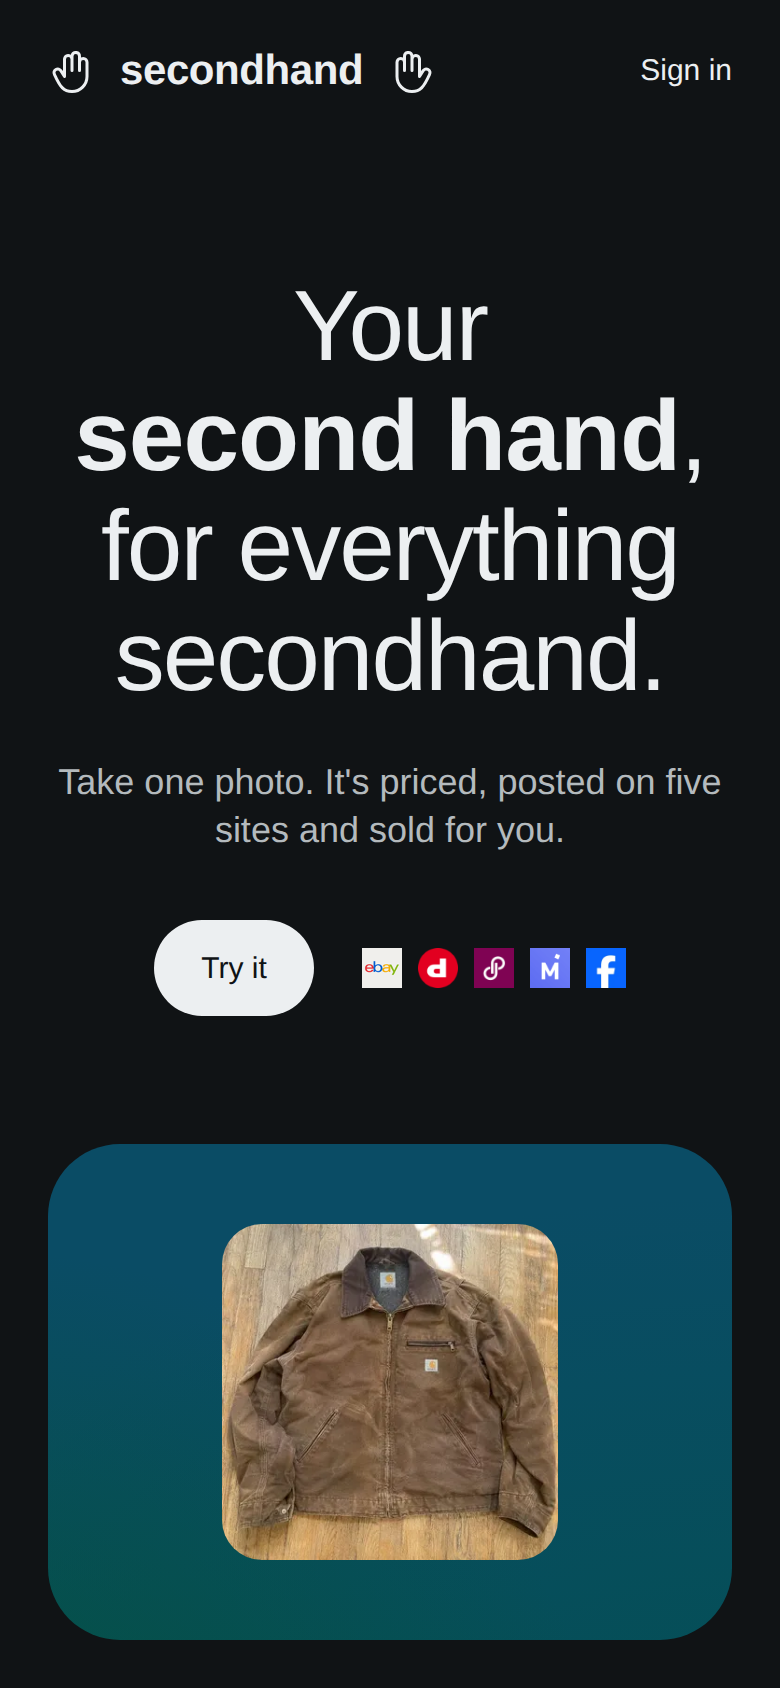 secondhand
Sign in
Your
second hand,
for everything
secondhand.
Take one photo. It's priced, posted on five
sites and sold for you.
Try it
ebay